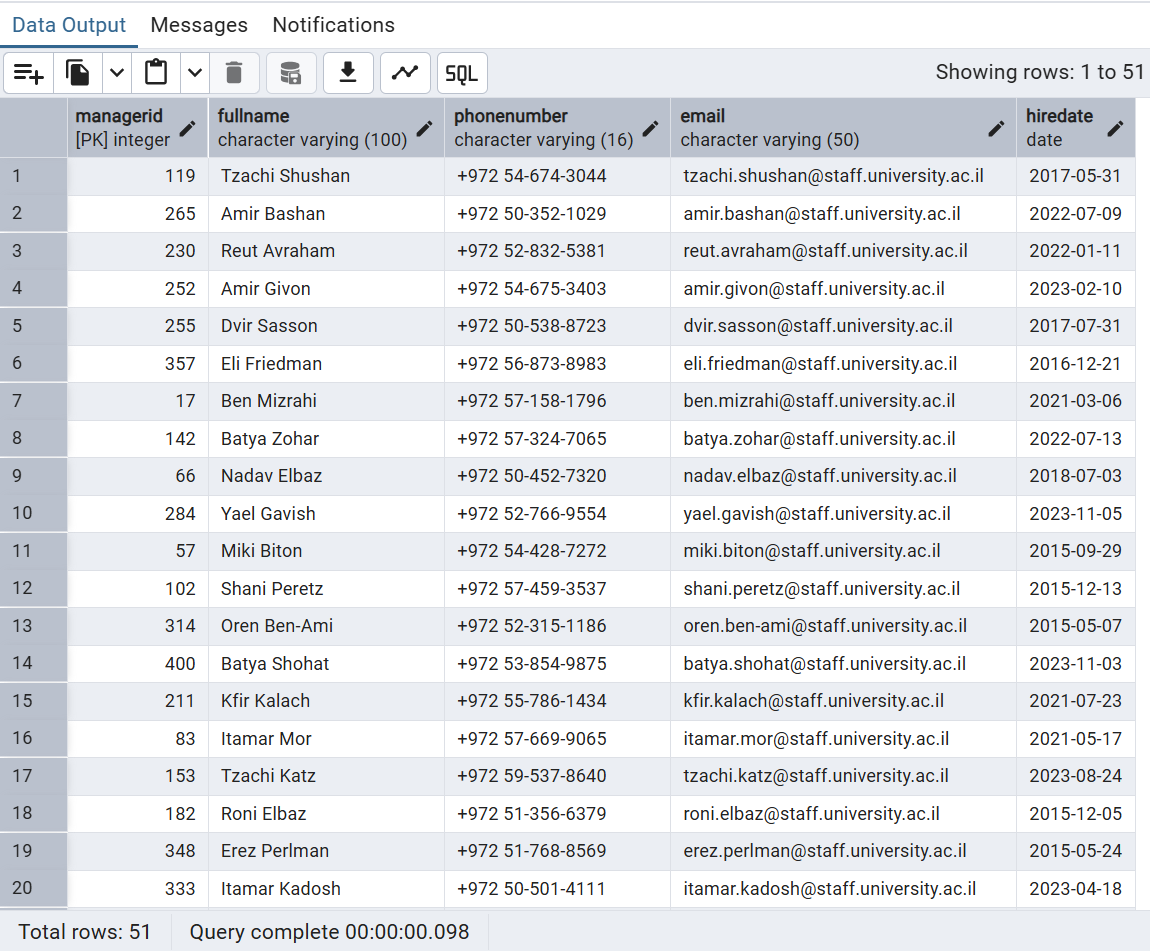 Data Output Messages Notifications
SQL Showing rows: 1 to 51
managerid fullname phonenumber email hiredate
[PK] integer character varying (100) character varying (16) character varying (50) date
1 119 Tzachi Shushan +972 54-674-3044 tzachi.shushan@staff.university.ac.il 2017-05-31
2 265 Amir Bashan +972 50-352-1029 amir.bashan@staff.university.ac.il 2022-07-09
3 230 Reut Avraham +972 52-832-5381 reut.avraham@staff.university.ac.il 2022-01-11
4 252 Amir Givon +972 54-675-3403 amir.givon@staff.university.ac.il 2023-02-10
5 255 Dvir Sasson +972 50-538-8723 dvir.sasson@staff.university.ac.il 2017-07-31
6 357 Eli Friedman +972 56-873-8983 eli.friedman@staff.university.ac.il 2016-12-21
7 17 Ben Mizrahi +972 57-158-1796 ben.mizrahi@staff.university.ac.il 2021-03-06
8 142 Batya Zohar +972 57-324-7065 batya.zohar@staff.university.ac.il 2022-07-13
9 66 Nadav Elbaz +972 50-452-7320 nadav.elbaz@staff.university.ac.il 2018-07-03
10 284 Yael Gavish +972 52-766-9554 yael.gavish@staff.university.ac.il 2023-11-05
11 57 Miki Biton +972 54-428-7272 miki.biton@staff.university.ac.il 2015-09-29
12 102 Shani Peretz +972 57-459-3537 shani.peretz@staff.university.ac.il 2015-12-13
13 314 Oren Ben-Ami +972 52-315-1186 oren.ben-ami@staff.university.ac.il 2015-05-07
14 400 Batya Shohat +972 53-854-9875 batya.shohat@staff.university.ac.il 2023-11-03
15 211 Kfir Kalach +972 55-786-1434 kfir.kalach@staff.university.ac.il 2021-07-23
16 83 Itamar Mor +972 57-669-9065 itamar.mor@staff.university.ac.il 2021-05-17
17 153 Tzachi Katz +972 59-537-8640 tzachi.katz@staff.university.ac.il 2023-08-24
18 182 Roni Elbaz +972 51-356-6379 roni.elbaz@staff.university.ac.il 2015-12-05
19 348 Erez Perlman +972 51-768-8569 erez.perlman@staff.university.ac.il 2015-05-24
20 333 Itamar Kadosh +972 50-501-4111 itamar.kadosh@staff.university.ac.il 2023-04-18
Total rows: 51 Query complete 00:00:00.098